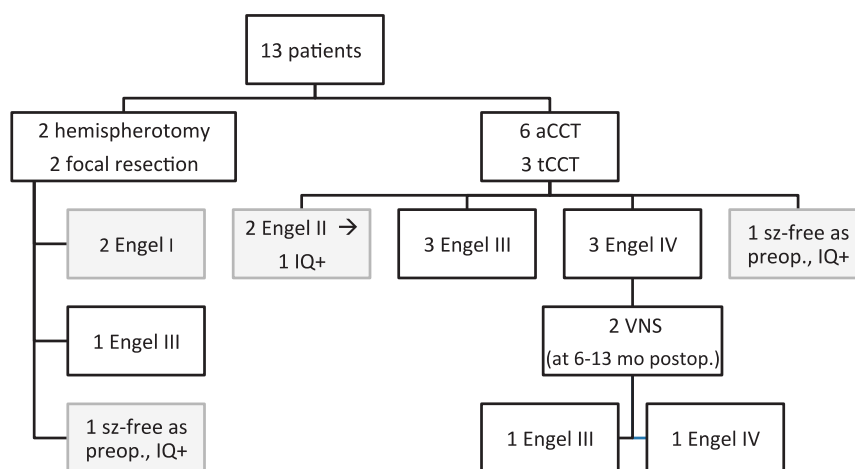 13 patients
2 hemispherotomy
2 focal resection
6 aCCT
3 tCCT
2 Engel I
2 Engel II →
1 IQ+
3 Engel III
3 Engel IV
1 sz-free as
preop., IQ+
1 Engel III
2 VNS
(at 6-13 mo postop.)
1 sz-free as
preop., IQ+
1 Engel III
1 Engel IV